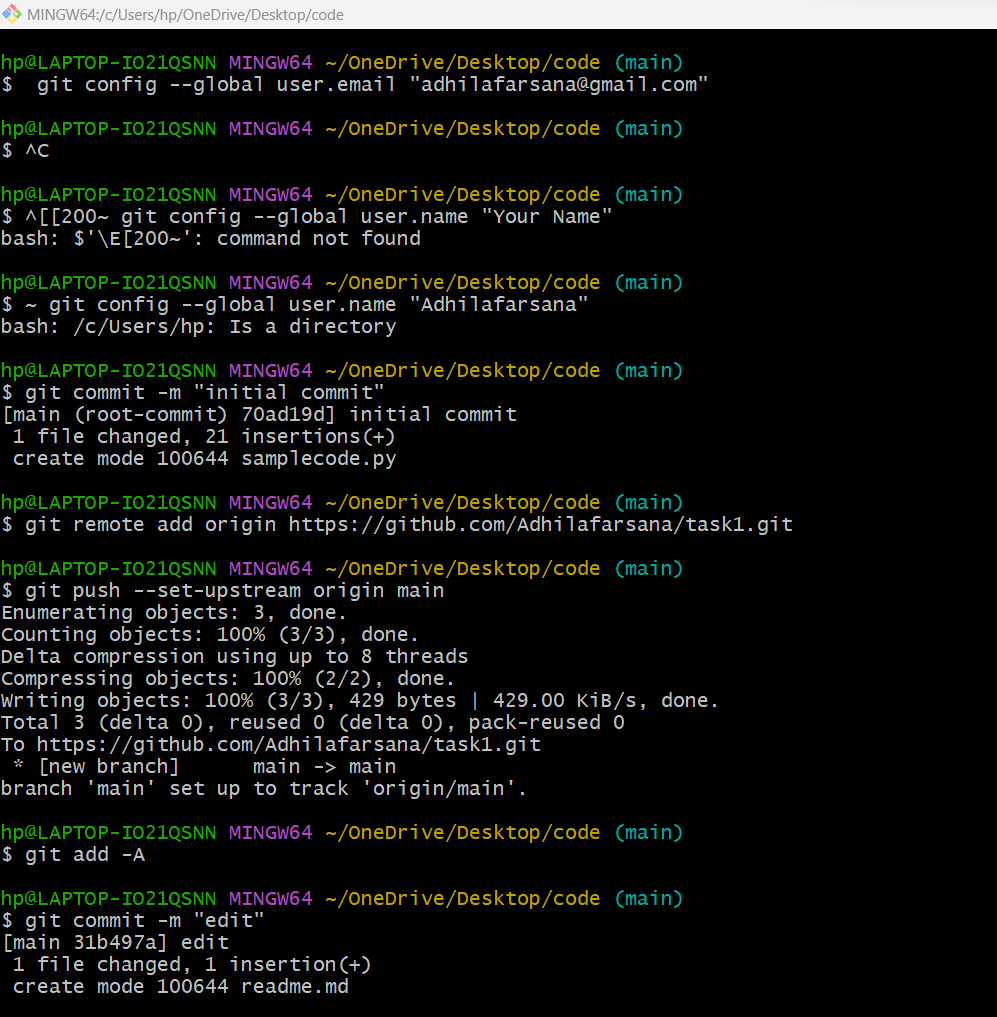 MINGW64:/c/Users/hp/OneDrive/Desktop/code
hp@LAPTOP-IO21QSNN MINGW64 ~/OneDrive/Desktop/code (main)
$  git config --global user.email "adhilafarsana@gmail.com"
hp@LAPTOP-IO21QSNN MINGW64 ~/OneDrive/Desktop/code (main)
$ ^C
hp@LAPTOP-IO21QSNN MINGW64 ~/OneDrive/Desktop/code (main)
$ ^[[200~ git config --global user.name "Your Name"
bash: $'\E[200~': command not found
hp@LAPTOP-IO21QSNN MINGW64 ~/OneDrive/Desktop/code (main)
$ ~ git config --global user.name "Adhilafarsana"
bash: /c/Users/hp: Is a directory
hp@LAPTOP-IO21QSNN MINGW64 ~/OneDrive/Desktop/code (main)
$ git commit -m "initial commit"
[main (root-commit) 70ad19d] initial commit
 1 file changed, 21 insertions(+)
 create mode 100644 samplecode.py
hp@LAPTOP-IO21QSNN MINGW64 ~/OneDrive/Desktop/code (main)
$ git remote add origin https://github.com/Adhilafarsana/task1.git
hp@LAPTOP-IO21QSNN MINGW64 ~/OneDrive/Desktop/code (main)
$ git push --set-upstream origin main
Enumerating objects: 3, done.
Counting objects: 100% (3/3), done.
Delta compression using up to 8 threads
Compressing objects: 100% (2/2), done.
Writing objects: 100% (3/3), 429 bytes | 429.00 KiB/s, done.
Total 3 (delta 0), reused 0 (delta 0), pack-reused 0
To https://github.com/Adhilafarsana/task1.git
 * [new branch]      main -> main
branch 'main' set up to track 'origin/main'.
hp@LAPTOP-IO21QSNN MINGW64 ~/OneDrive/Desktop/code (main)
$ git add -A
hp@LAPTOP-IO21QSNN MINGW64 ~/OneDrive/Desktop/code (main)
$ git commit -m "edit"
[main 31b497a] edit
 1 file changed, 1 insertion(+)
 create mode 100644 readme.md